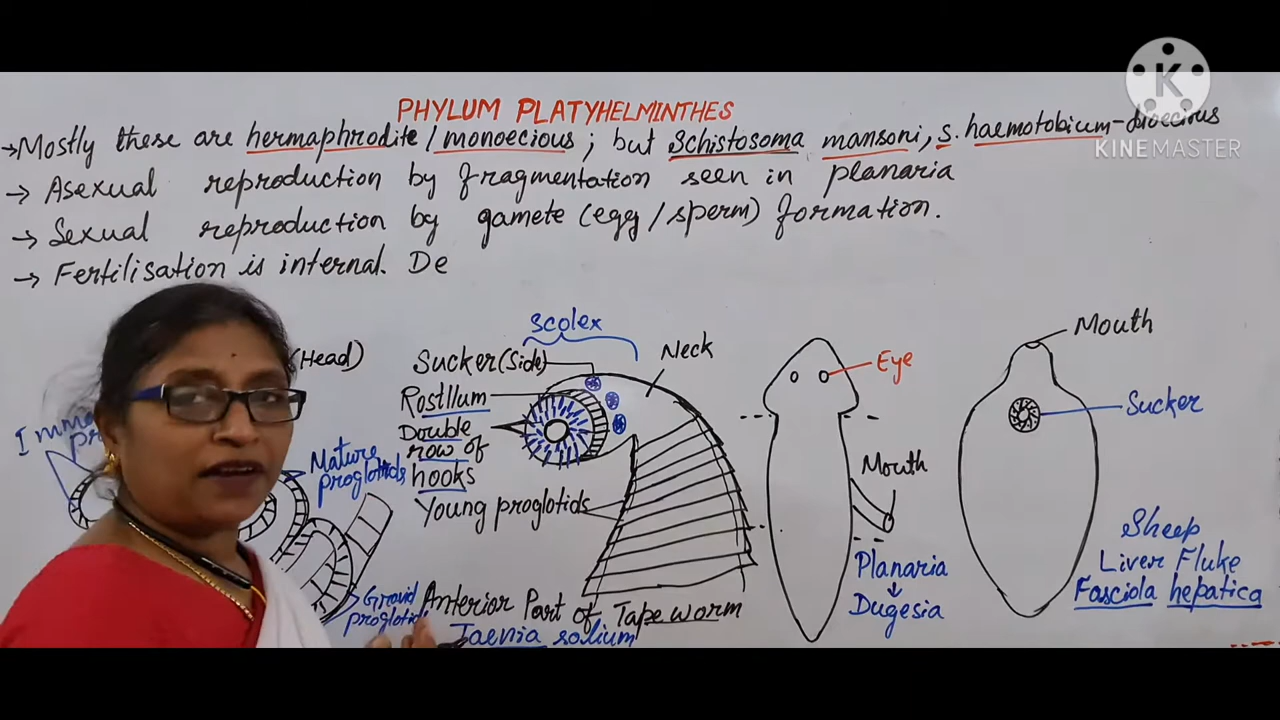 PHYLUM PLATYHELMINTHES
→Mostly these are hermaphrodite / monoecious ; but Schistosoma mansoni, s. haemotobium-dioecious
→ Asexual reproduction by fragmentation seen in planaria
→ Sexual reproduction by gamete (egg/sperm) formation.
→ Fertilisation is internal. De
K
KINEMASTER
(Head)
Mature
proglotids
Gravid
scolex
Sucker(Side)
Neck
Rostllum
Double
row of
hooks
Young proglotids
Anterior Part of Tapeworm
Taenia solium
Eye
Mouth
Planaria
↓
Dugesia
Mouth
Sucker
Sheep
Liver Fluke
Fasciola hepatica